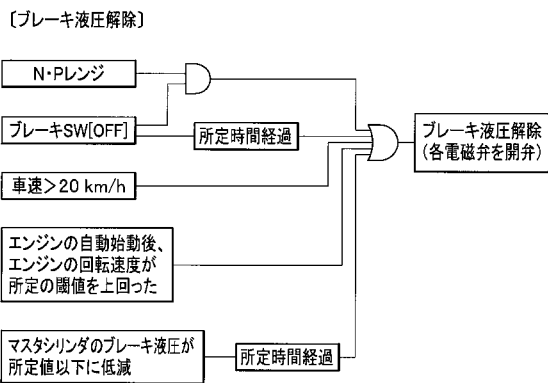 〔ブレーキ液圧解除〕
N・Pレンジ
ブレーキSW[OFF]
所定時間経過
ブレーキ液圧解除
(各電磁弁を開弁)
車速>20 km/h
エンジンの自動始動後、
エンジンの回転速度が
所定の閾値を上回った
マスタシリンダのブレーキ液圧が
所定値以下に低減
所定時間経過